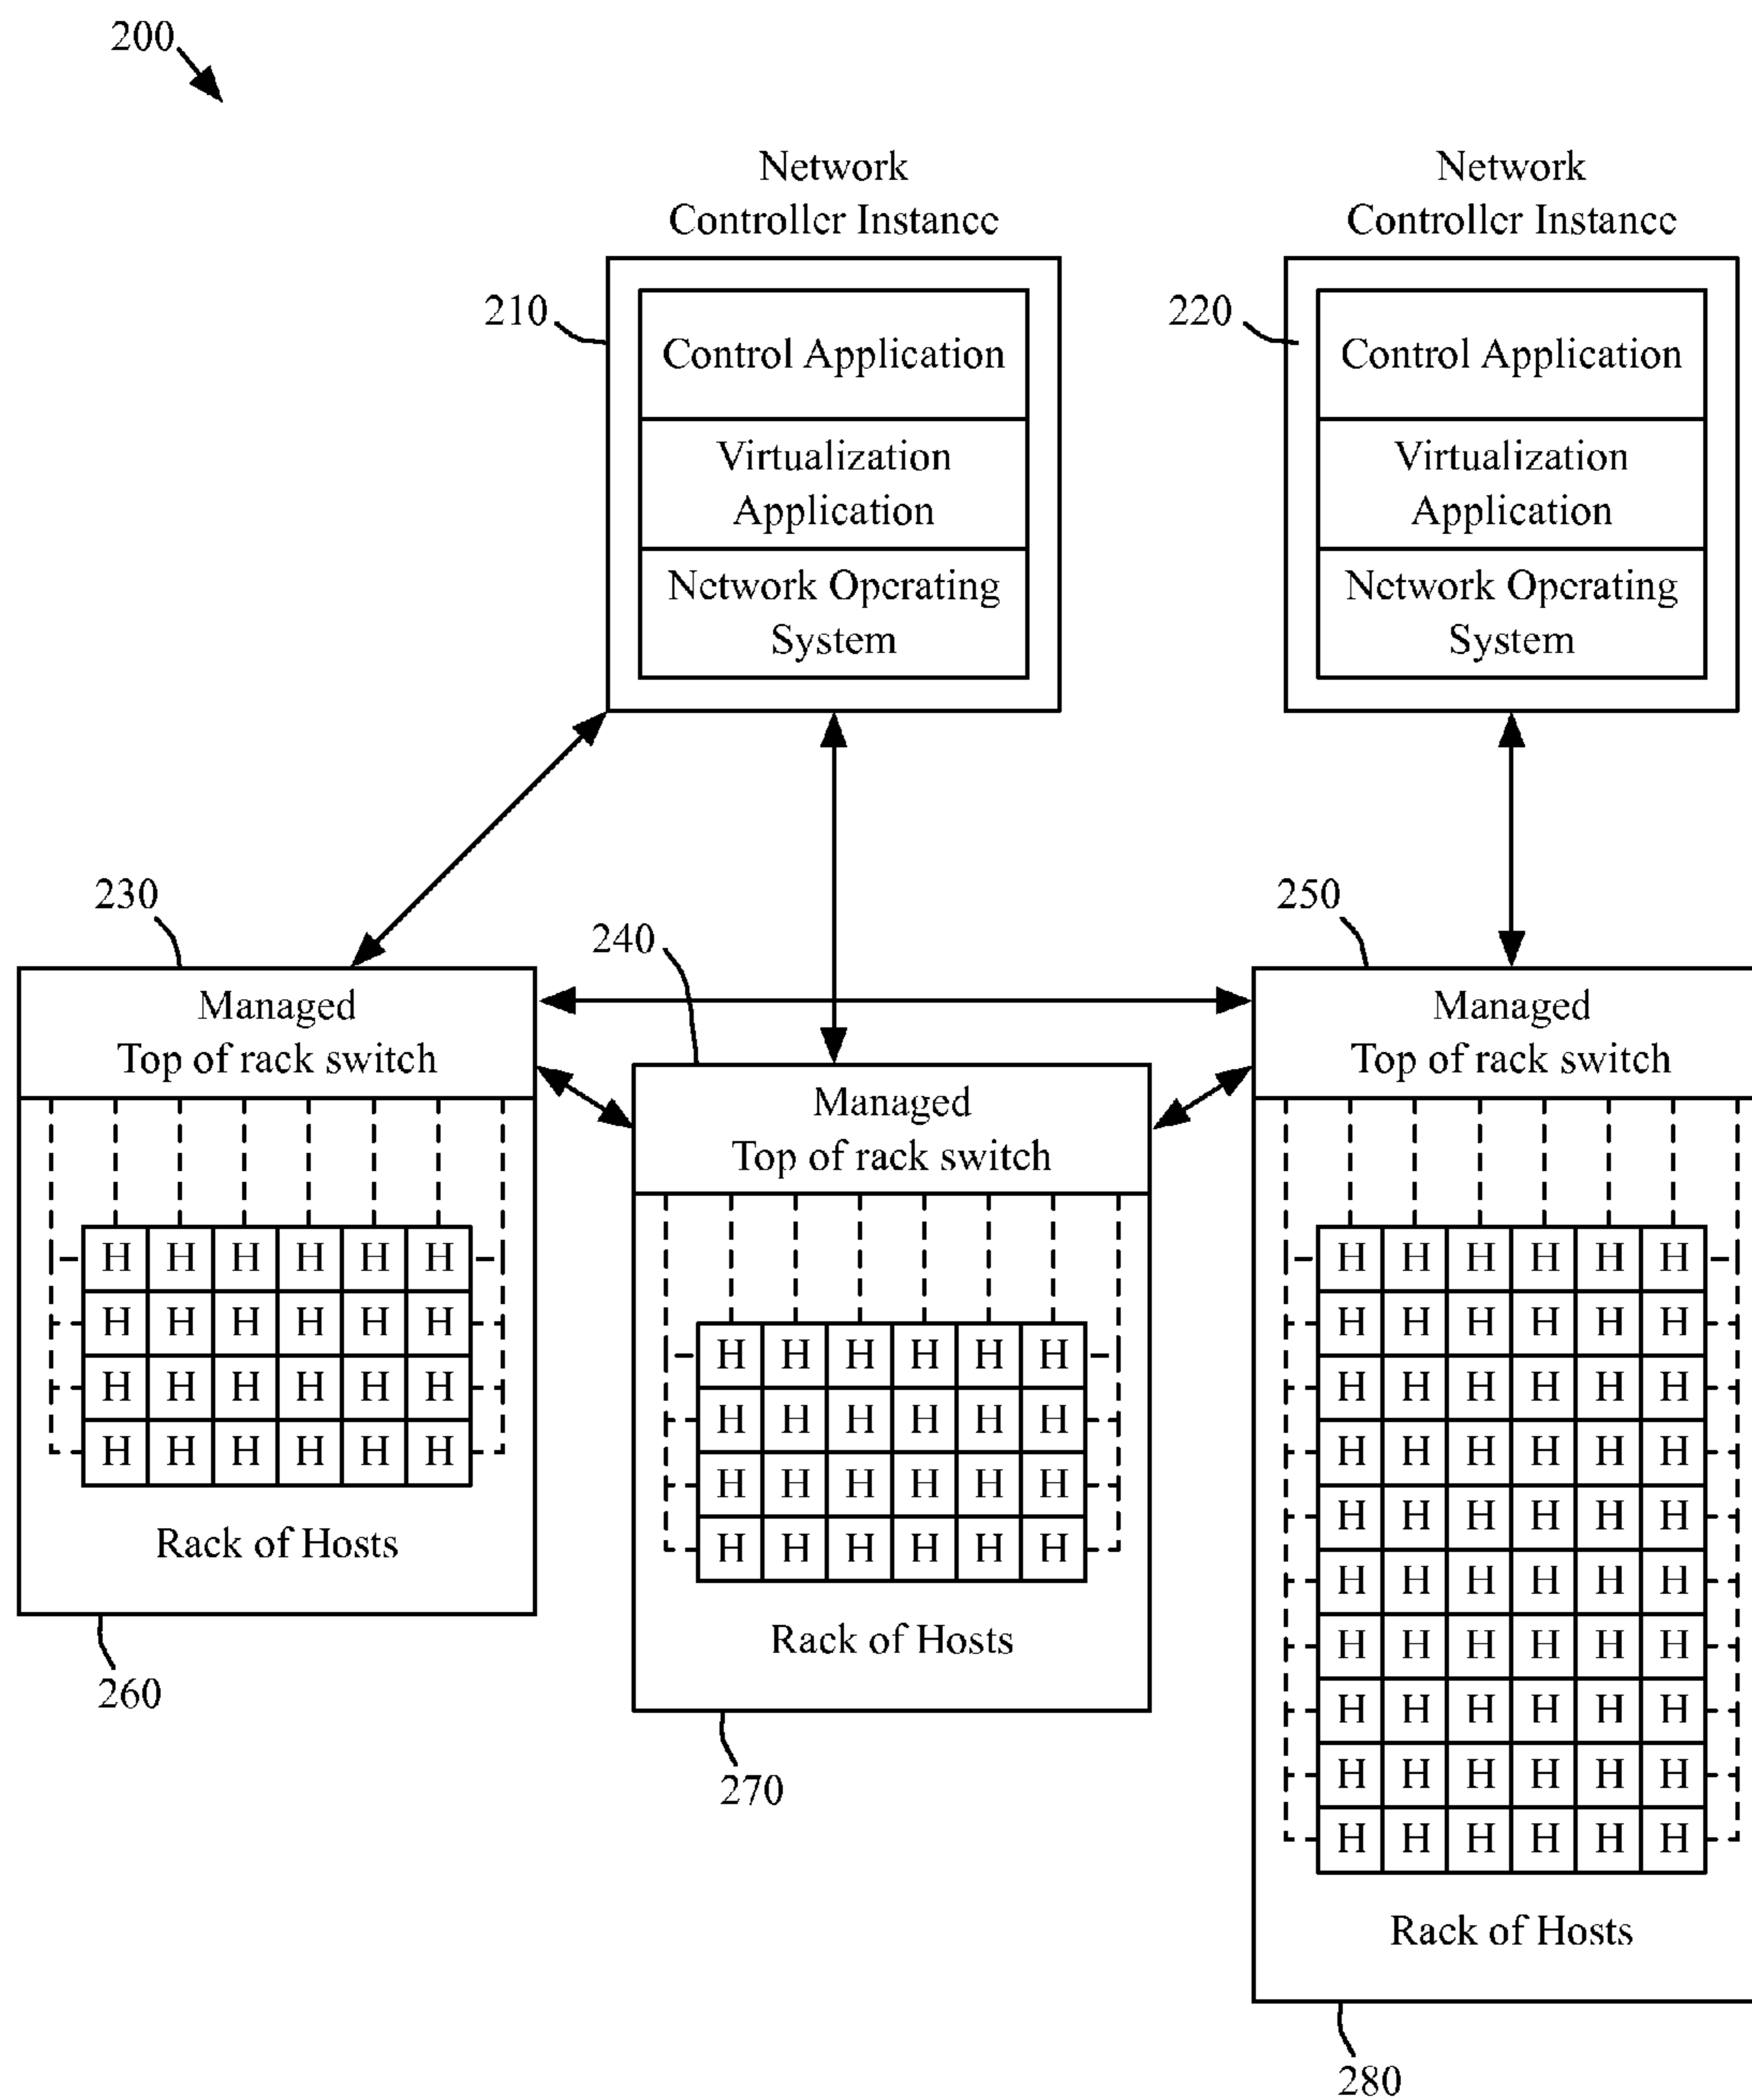 200
Network
Controller Instance
Network
Controller Instance
210
Control Application
Virtualization
Application
Network Operating
System
220
Control Application
Virtualization
Application
Network Operating
System
230
Managed
Top of rack switch
H H H H H H
H H H H H H
H H H H H H
H H H H H H
Rack of Hosts
260
240
Managed
Top of rack switch
H H H H H H
H H H H H H
H H H H H H
H H H H H H
Rack of Hosts
270
250
Managed
Top of rack switch
H H H H H H
H H H H H H
H H H H H H
H H H H H H
H H H H H H
H H H H H H
H H H H H H
H H H H H H
H H H H H H
H H H H H H
Rack of Hosts
280